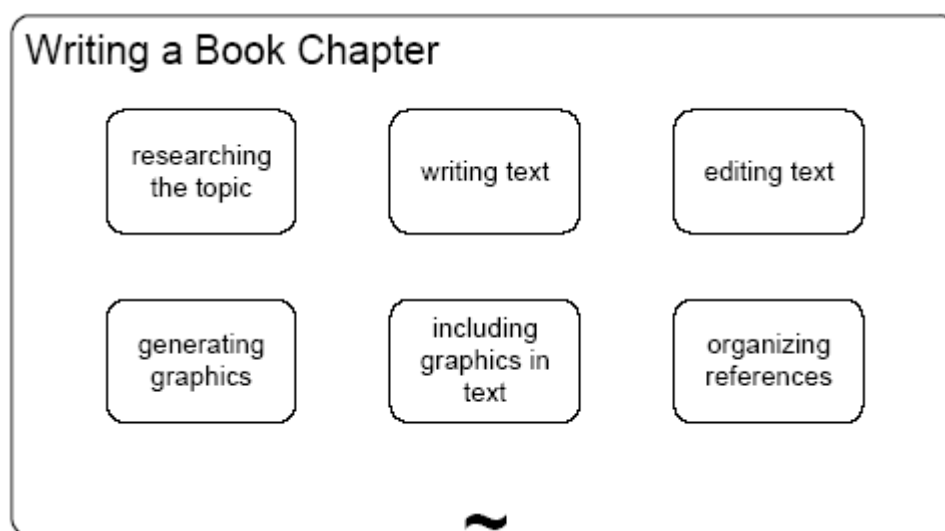 Writing a Book Chapter
researching
the topic
writing text
editing text
generating
graphics
including
graphics in
text
organizing
references
~